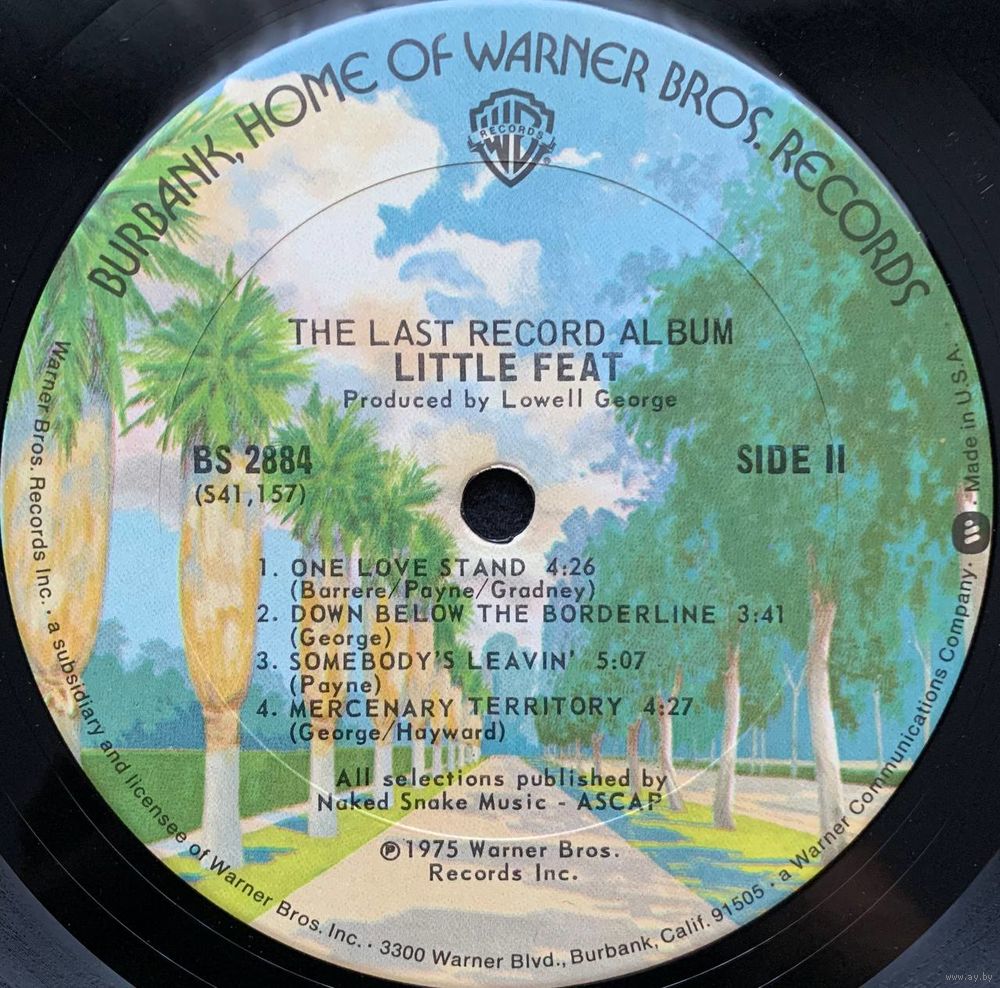 BURBANK, HOME OF WARNER BROS. RECORDS
RECORDS
THE LAST RECORD ALBUM
LITTLE FEAT
Produced by Lowell George
BS 2884
(S41,157)
SIDE II
1. ONE LOVE STAND 4:26
(Barrere/Payne/Gradney)
2. DOWN BELOW THE BORDERLINE 3:41
(George)
3. SOMEBODY'S LEAVIN' 5:07
(Payne)
4. MERCENARY TERRITORY 4:27
(George/Hayward)
All selections published by
Naked Snake Music - ASCAP
℗1975 Warner Bros.
Records Inc.
Warner Bros. Records Inc. · a subsidiary and licensee of Warner Bros. Inc. · 3300 Warner Blvd., Burbank, Calif. 91505 · a Warner Communications Company. · Made in U.S.A.
www.ay.by